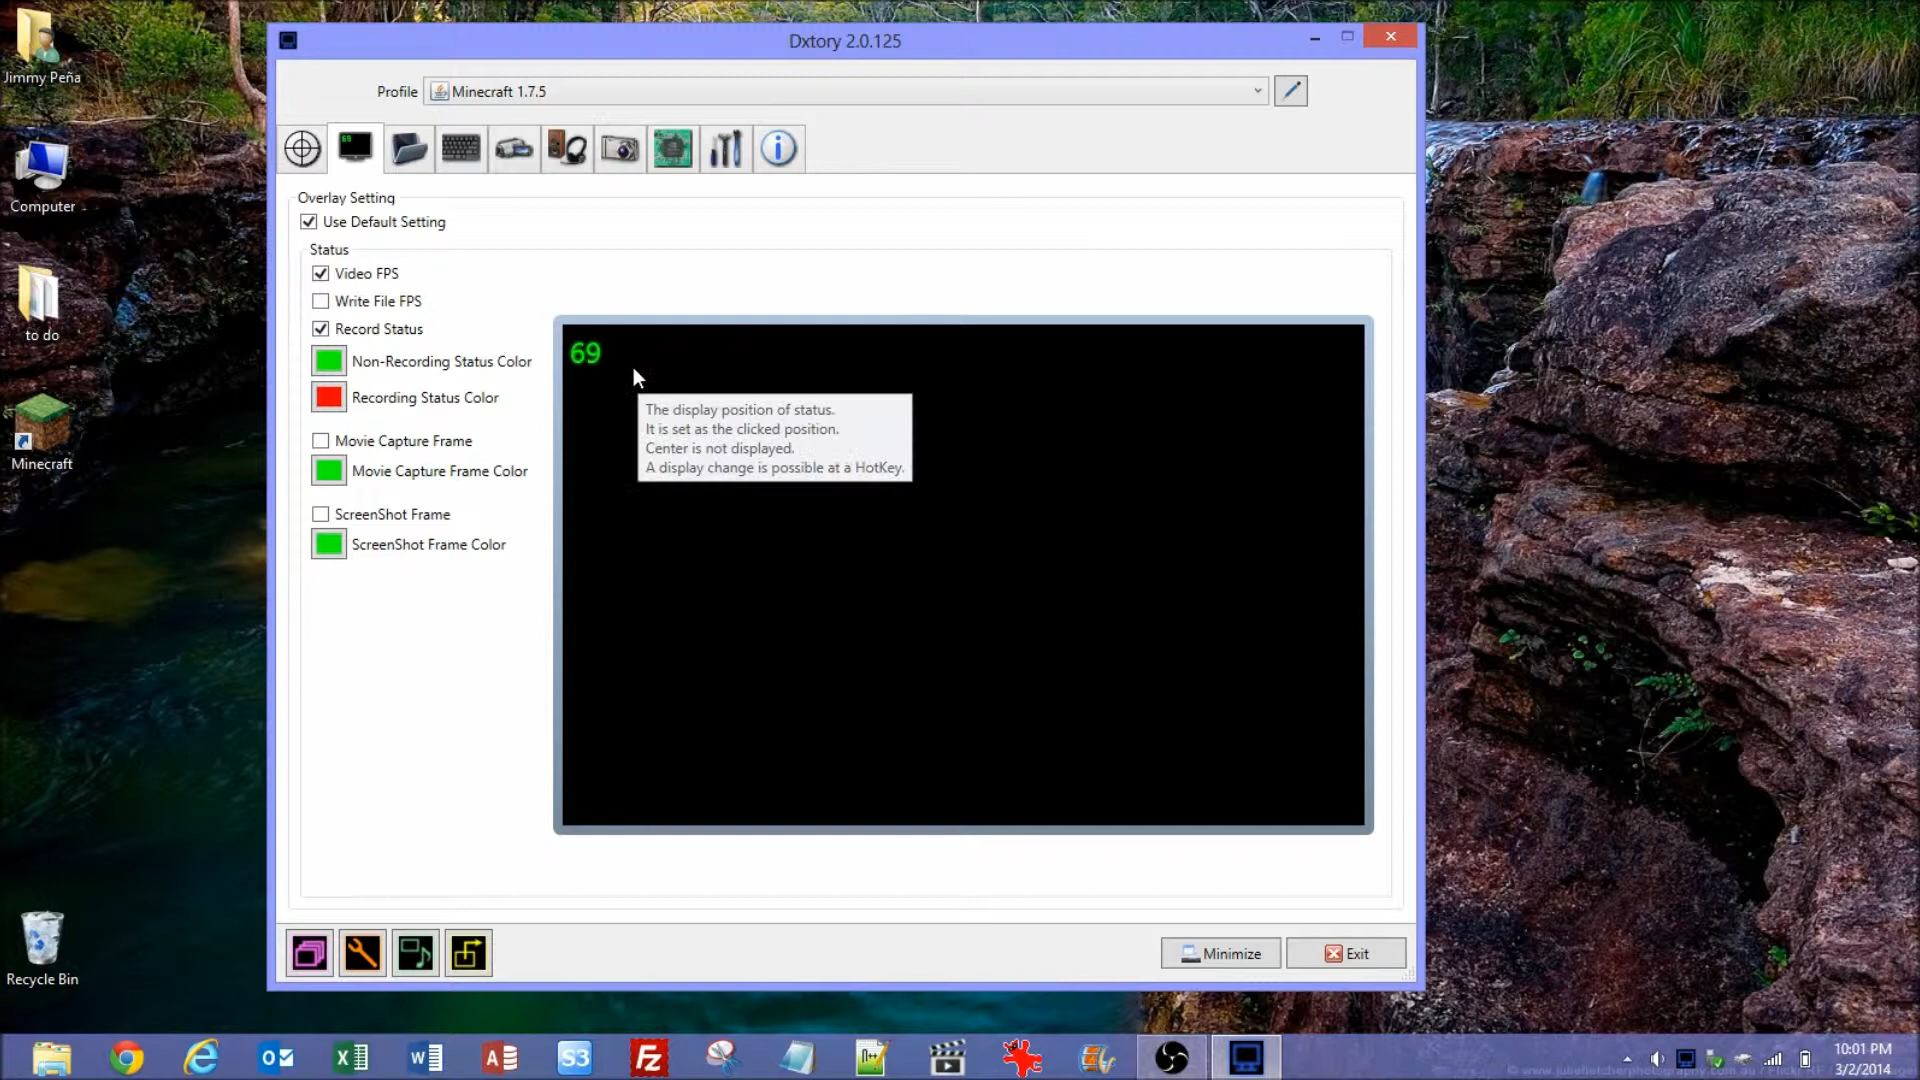 Jimmy Peña
Computer
to do
Minecraft
Recycle Bin
Dxtory 2.0.125
Profile
Minecraft 1.7.5
69
Overlay Setting
Use Default Setting
Status
Video FPS
Write File FPS
Record Status
Non-Recording Status Color
Recording Status Color
Movie Capture Frame
Movie Capture Frame Color
ScreenShot Frame
ScreenShot Frame Color
69
The display position of status.
It is set as the clicked position.
Center is not displayed.
A display change is possible at a HotKey.
Minimize
Exit
S3
FZ
N++
10:01 PM
3/2/2014